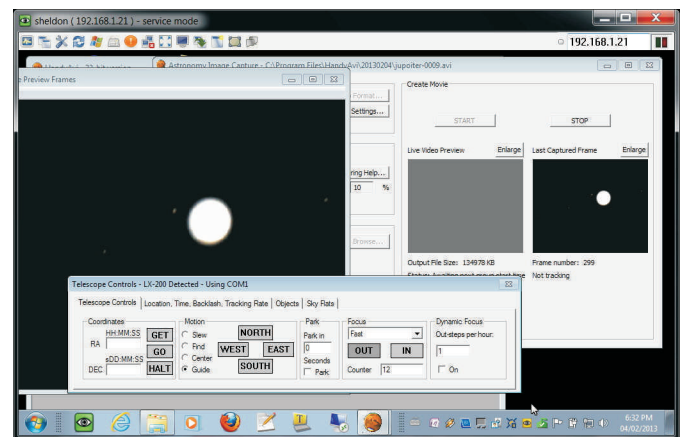 sheldon ( 192.168.1.21 ) - service mode
192.168.1.21
Astronomy Image Capture - C:\Program Files\HandyAvi\20130204\jupoiter-0009.avi
e Preview Frames
Format...
Settings...
ring Help...
10 %
Browse...
Create Movie
START
STOP
Live Video Preview
Enlarge
Last Captured Frame
Enlarge
Output File Size: 134978 KB
Frame number: 299
Not tracking
Telescope Controls - LX-200 Detected - Using COM1
Telescope Controls
Location, Time, Backlash, Tracking Rate
Objects
Sky Flats
Coordinates
HH:MM:SS
RA
GET
GO
sDD:MM:SS
DEC
HALT
Motion
Slew
Find
Center
Guide
NORTH
WEST
EAST
SOUTH
Park
Park in
0
Seconds
Park
Focus
Fast
OUT
IN
Counter
12
Dynamic Focus
Out-steps per hour:
1
On
6:32 PM
04/02/2013